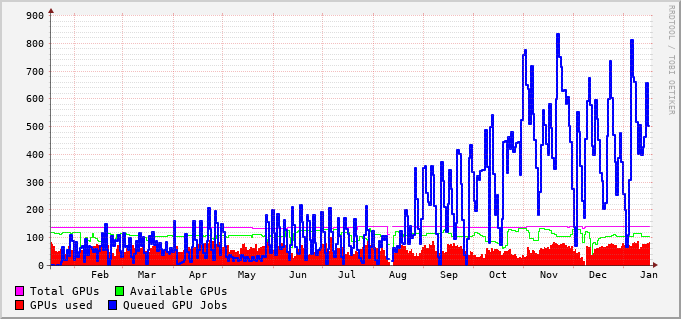 900
800
700
600
500
400
300
200
100
0
Feb Mar Apr May Jun Jul Aug Sep Oct Nov Dec Jan
Total GPUs Available GPUs
GPUs used Queued GPU Jobs
RRDTOOL / TOBI OETIKER